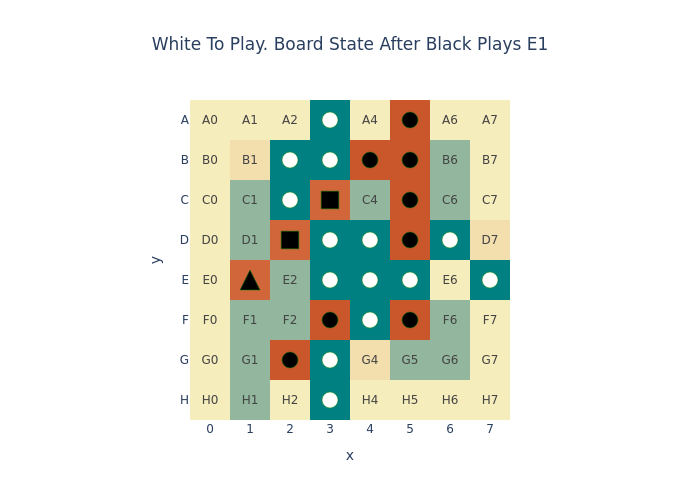 White To Play. Board State After Black Plays E1
A A0 A1 A2 A4 A6 A7
B B0 B1 B6 B7
C C0 C1 C4 C6 C7
D D0 D1 D7
E E0 E2 E6
F F0 F1 F2 F6 F7
G G0 G1 G4 G5 G6 G7
H H0 H1 H2 H4 H5 H6 H7
0 1 2 3 4 5 6 7
x
y